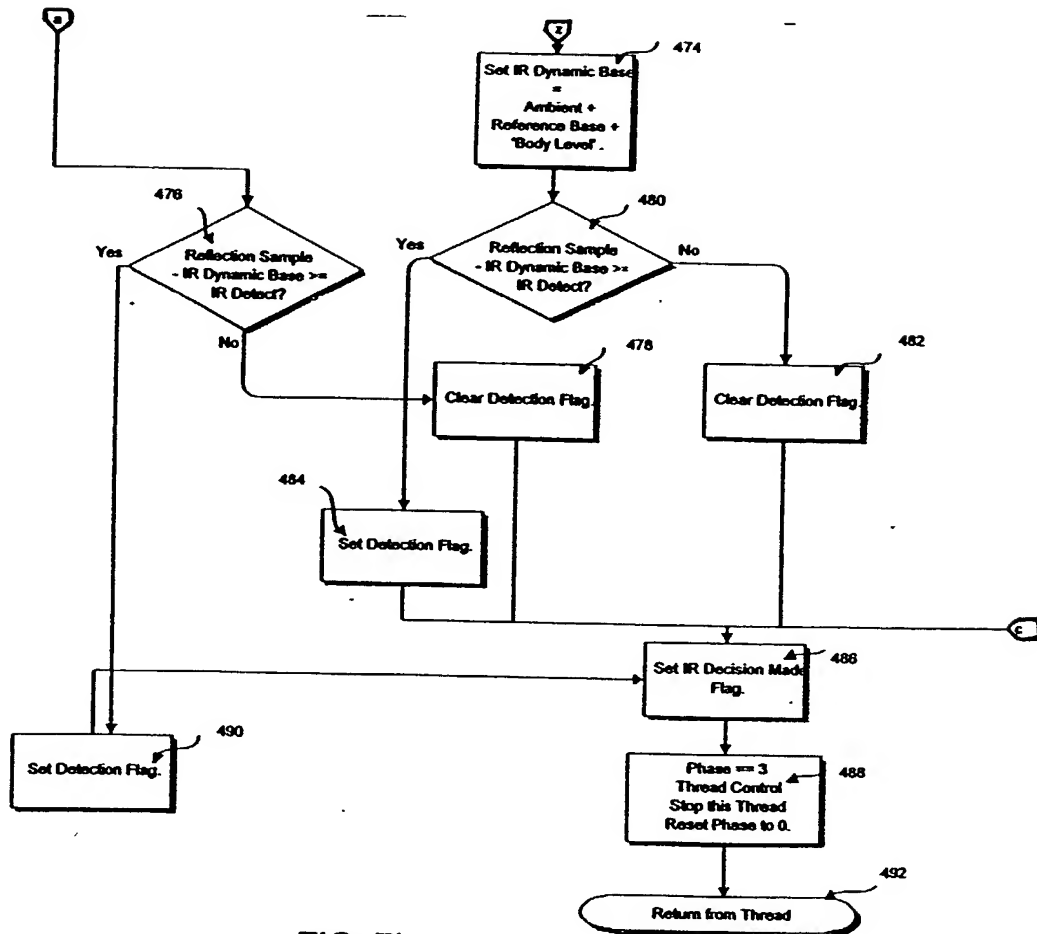 a
z
474
Set IR Dynamic Base
=
Ambient +
Reference Base +
"Body Level".
476
480
Yes
Reflection Sample
- IR Dynamic Base >=
IR Detect?
No
Yes
Reflection Sample
- IR Dynamic Base >=
IR Detect?
No
478
482
Clear Detection Flag.
Clear Detection Flag.
484
Set Detection Flag.
c
486
Set IR Decision Made
Flag.
490
Set Detection Flag.
488
Phase == 3
Thread Control
Stop this Thread
Reset Phase to 0.
492
Return from Thread